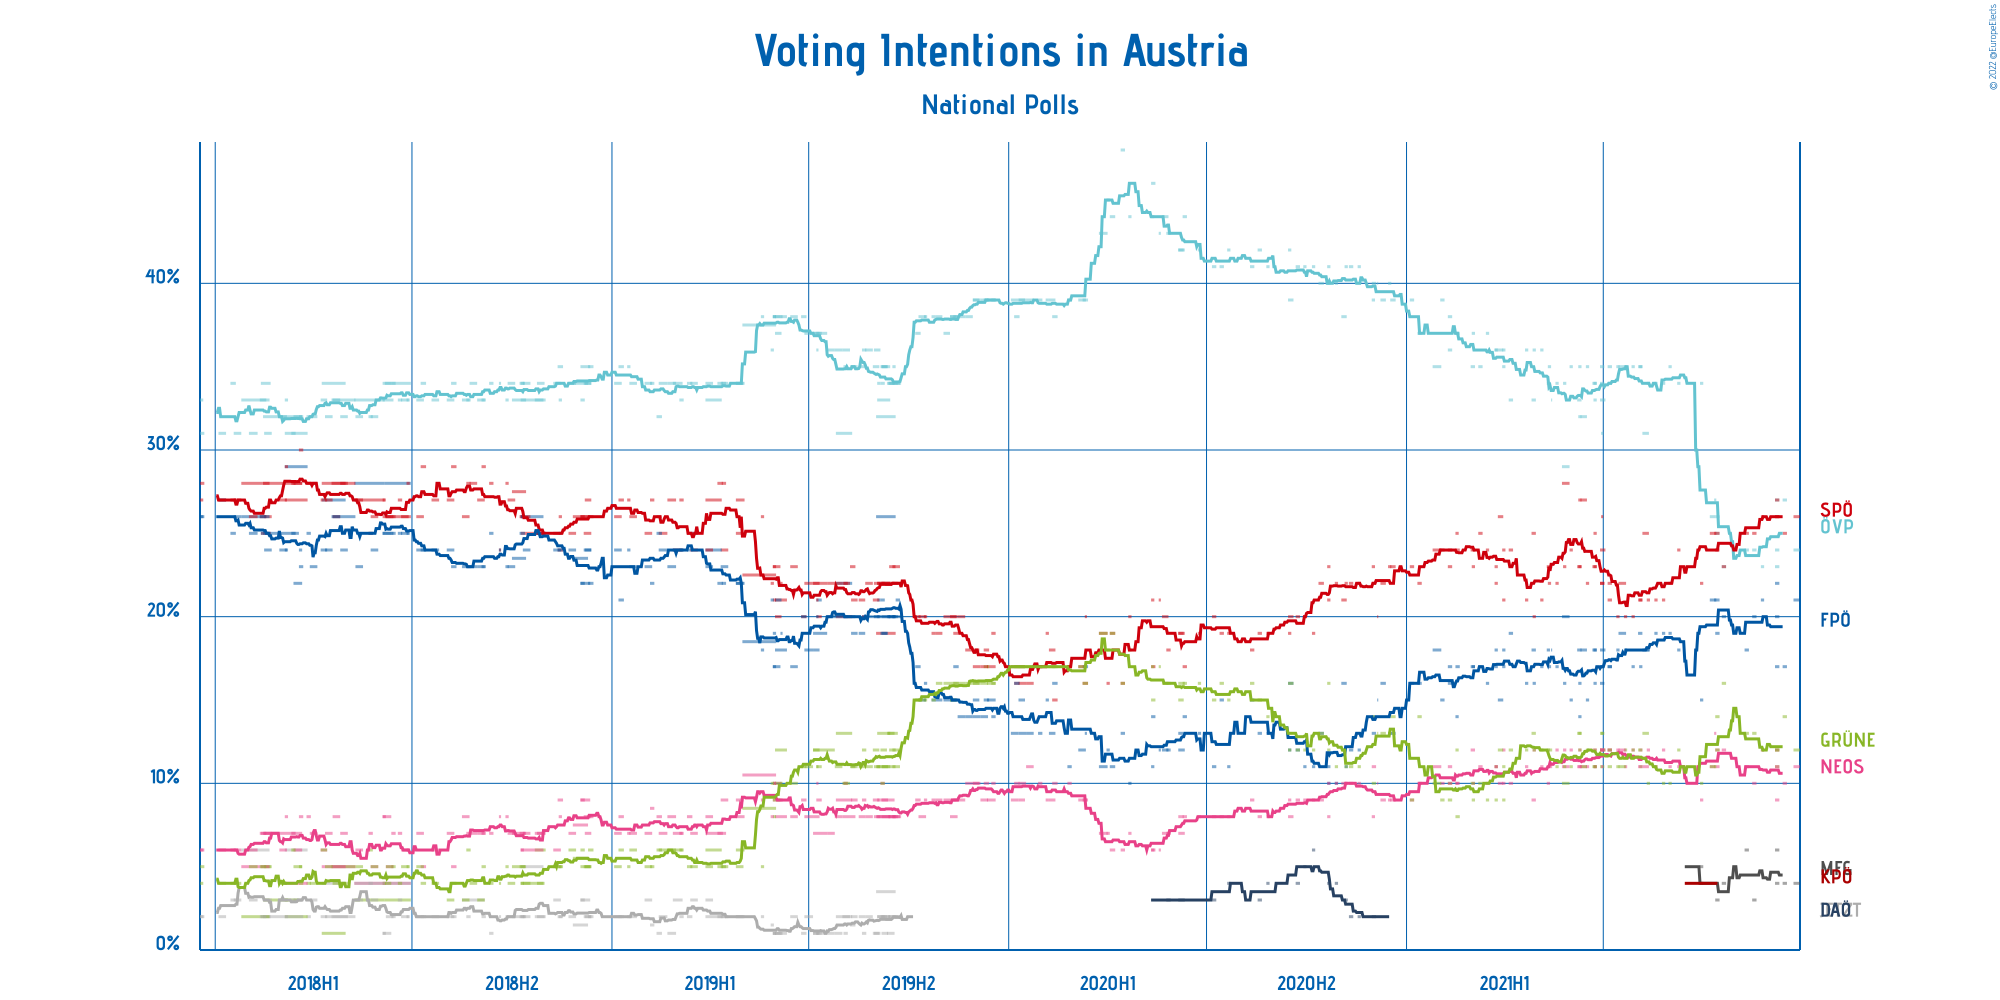 Voting Intentions in Austria
National Polls
© 2022 @EuropeElects
40%
30%
20%
10%
0%
SPÖ
ÖVP
FPÖ
GRÜNE
NEOS
MFG
KPÖ
DAÖ
2018H1
2018H2
2019H1
2019H2
2020H1
2020H2
2021H1